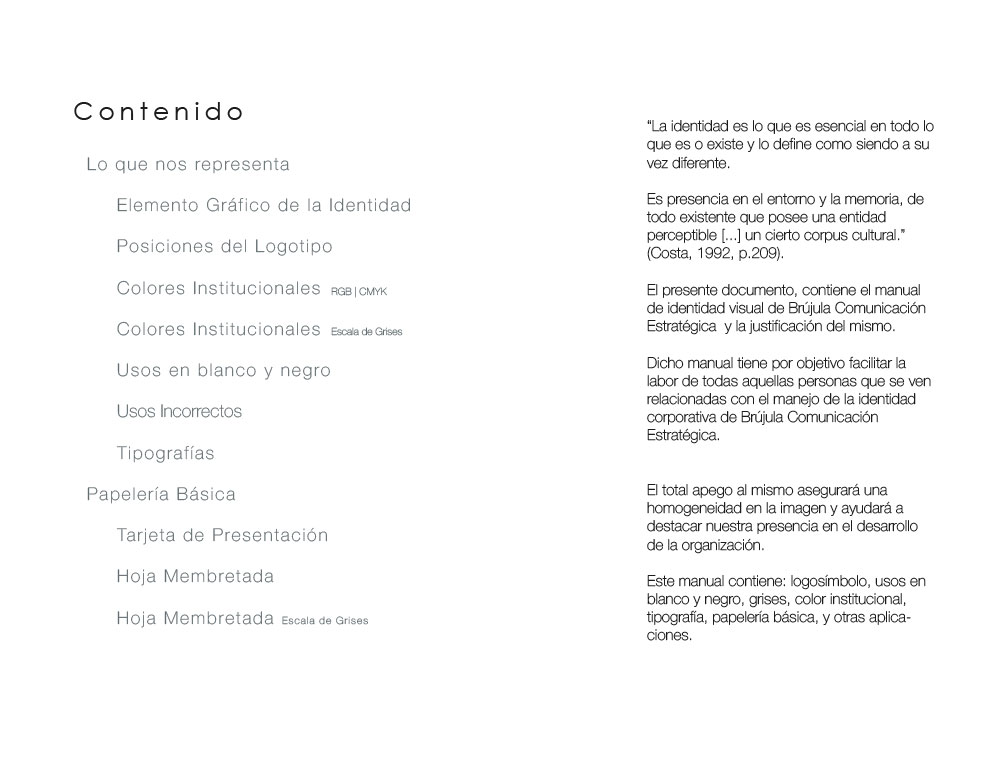 Contenido
Lo que nos representa
Elemento Gráfico de la Identidad
Posiciones del Logotipo
Colores Institucionales RGB | CMYK
Colores Institucionales Escala de Grises
Usos en blanco y negro
Usos Incorrectos
Tipografías
Papelería Básica
Tarjeta de Presentación
Hoja Membretada
Hoja Membretada Escala de Grises
“La identidad es lo que es esencial en todo lo
que es o existe y lo define como siendo a su
vez diferente.
Es presencia en el entorno y la memoria, de
todo existente que posee una entidad
perceptible [...] un cierto corpus cultural.”
(Costa, 1992, p.209).
El presente documento, contiene el manual
de identidad visual de Brújula Comunicación
Estratégica y la justificación del mismo.
Dicho manual tiene por objetivo facilitar la
labor de todas aquellas personas que se ven
relacionadas con el manejo de la identidad
corporativa de Brújula Comunicación
Estratégica.
El total apego al mismo asegurará una
homogeneidad en la imagen y ayudará a
destacar nuestra presencia en el desarrollo
de la organización.
Este manual contiene: logosímbolo, usos en
blanco y negro, grises, color institucional,
tipografía, papelería básica, y otras aplica-
ciones.